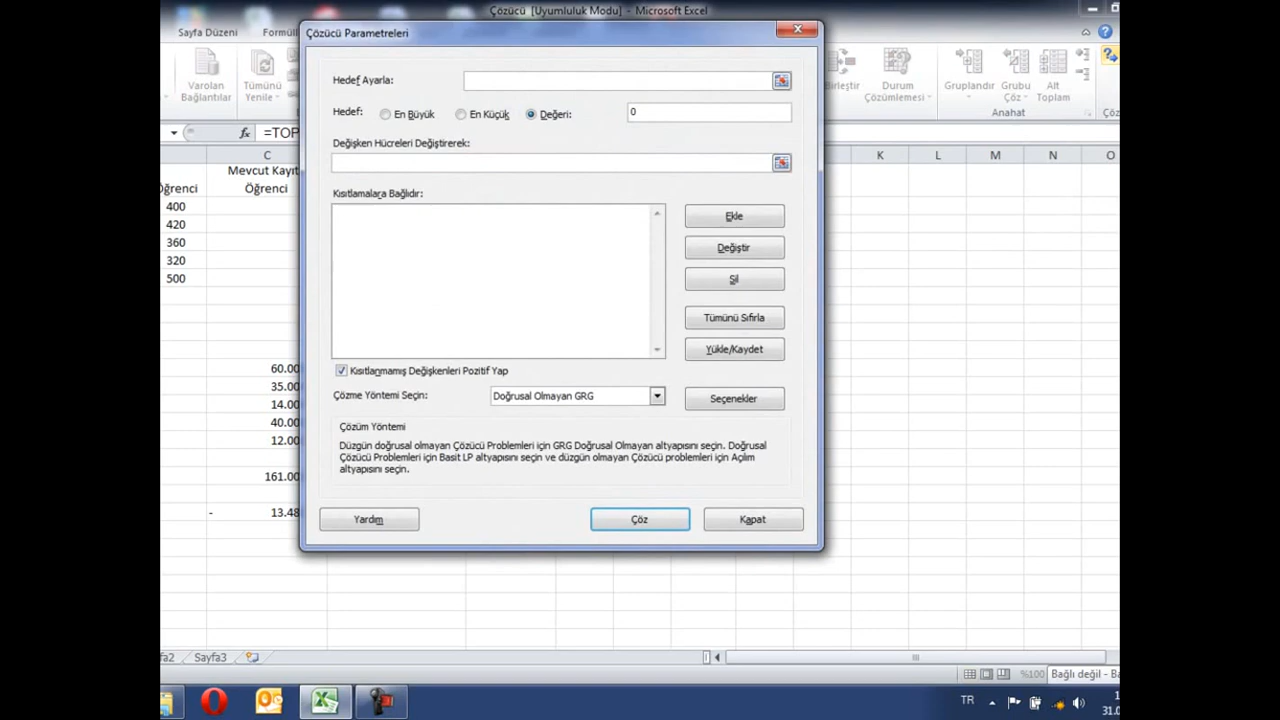 Çözücü [Uyumluluk Modu] - Microsoft Excel
Sayfa Düzeni
Çözücü Parametreleri
Varolan Bağlantılar
Tümünü Yenile
Durum Çözümlemesi
Gruplandır
Grubu Çöz
Alt Toplam
Anahat
fx =TOP
C K L M N O
Mevcut Kayıt
Öğrenci
400
420
360
320
500
60.00
35.00
14.00
40.00
12.00
161.00
- 13.48
Hedef Ayarla:
Hedef: En Büyük En Küçük Değeri: 0
Değişken Hücreleri Değiştirerek:
Kısıtlamalara Bağlıdır:
Ekle
Değiştir
Sil
Tümünü Sıfırla
Yükle/Kaydet
Kısıtlanmamış Değişkenleri Pozitif Yap
Çözme Yöntemi Seçin: Doğrusal Olmayan GRG Seçenekler
Çözüm Yöntemi
Düzgün doğrusal olmayan Çözücü Problemleri için GRG Doğrusal Olmayan altyapısını seçin. Doğrusal
Çözücü Problemleri için Basit LP altyapısını seçin ve düzgün olmayan Çözücü problemleri için Açılım
altyapısını seçin.
Yardım Çöz Kapat
Sayfa3
%100 Bağlı değil - Ba
TR
31.0